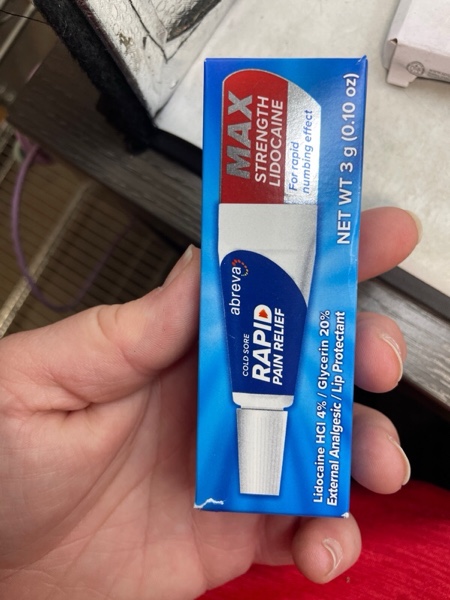 MAX
STRENGTH
LIDOCAINE
For rapid
numbing effect
NET WT 3 g (0.10 oz)
abreva
COLD SORE
RAPID
PAIN RELIEF
Lidocaine HCl 4% / Glycerin 20%
External Analgesic / Lip Protectant